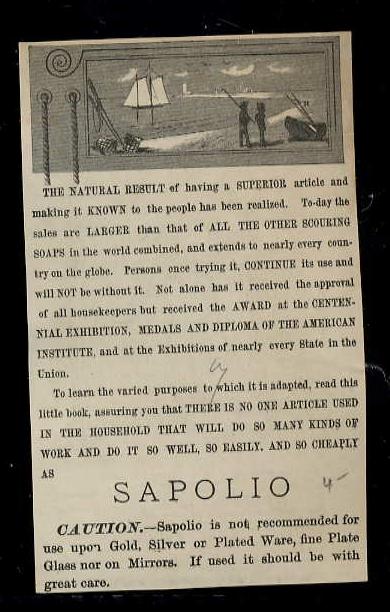 THE NATURAL RESULT of having a SUPERIOR article and
making it KNOWN to the people has been realized. To-day the
sales are LARGER than that of ALL THE OTHER SCOURING
SOAPS in the world combined, and extends to nearly every coun-
try on the globe. Persons once trying it, CONTINUE its use and
will NOT be without it. Not alone has it received the approval
of all housekeepers but received the AWARD at the CENTEN-
NIAL EXHIBITION, MEDALS AND DIPLOMA OF THE AMERICAN
INSTITUTE, and at the Exhibitions of nearly every State in the
Union.
To learn the varied purposes to which it is adapted, read this
little book, assuring you that THERE IS NO ONE ARTICLE USED
IN THE HOUSEHOLD THAT WILL DO SO MANY KINDS OF
WORK AND DO IT SO WELL, SO EASILY, AND SO CHEAPLY
AS
SAPOLIO
CAUTION.—Sapolio is not recommended for
use upon Gold, Silver or Plated Ware, fine Plate
Glass nor on Mirrors. If used it should be with
great care.